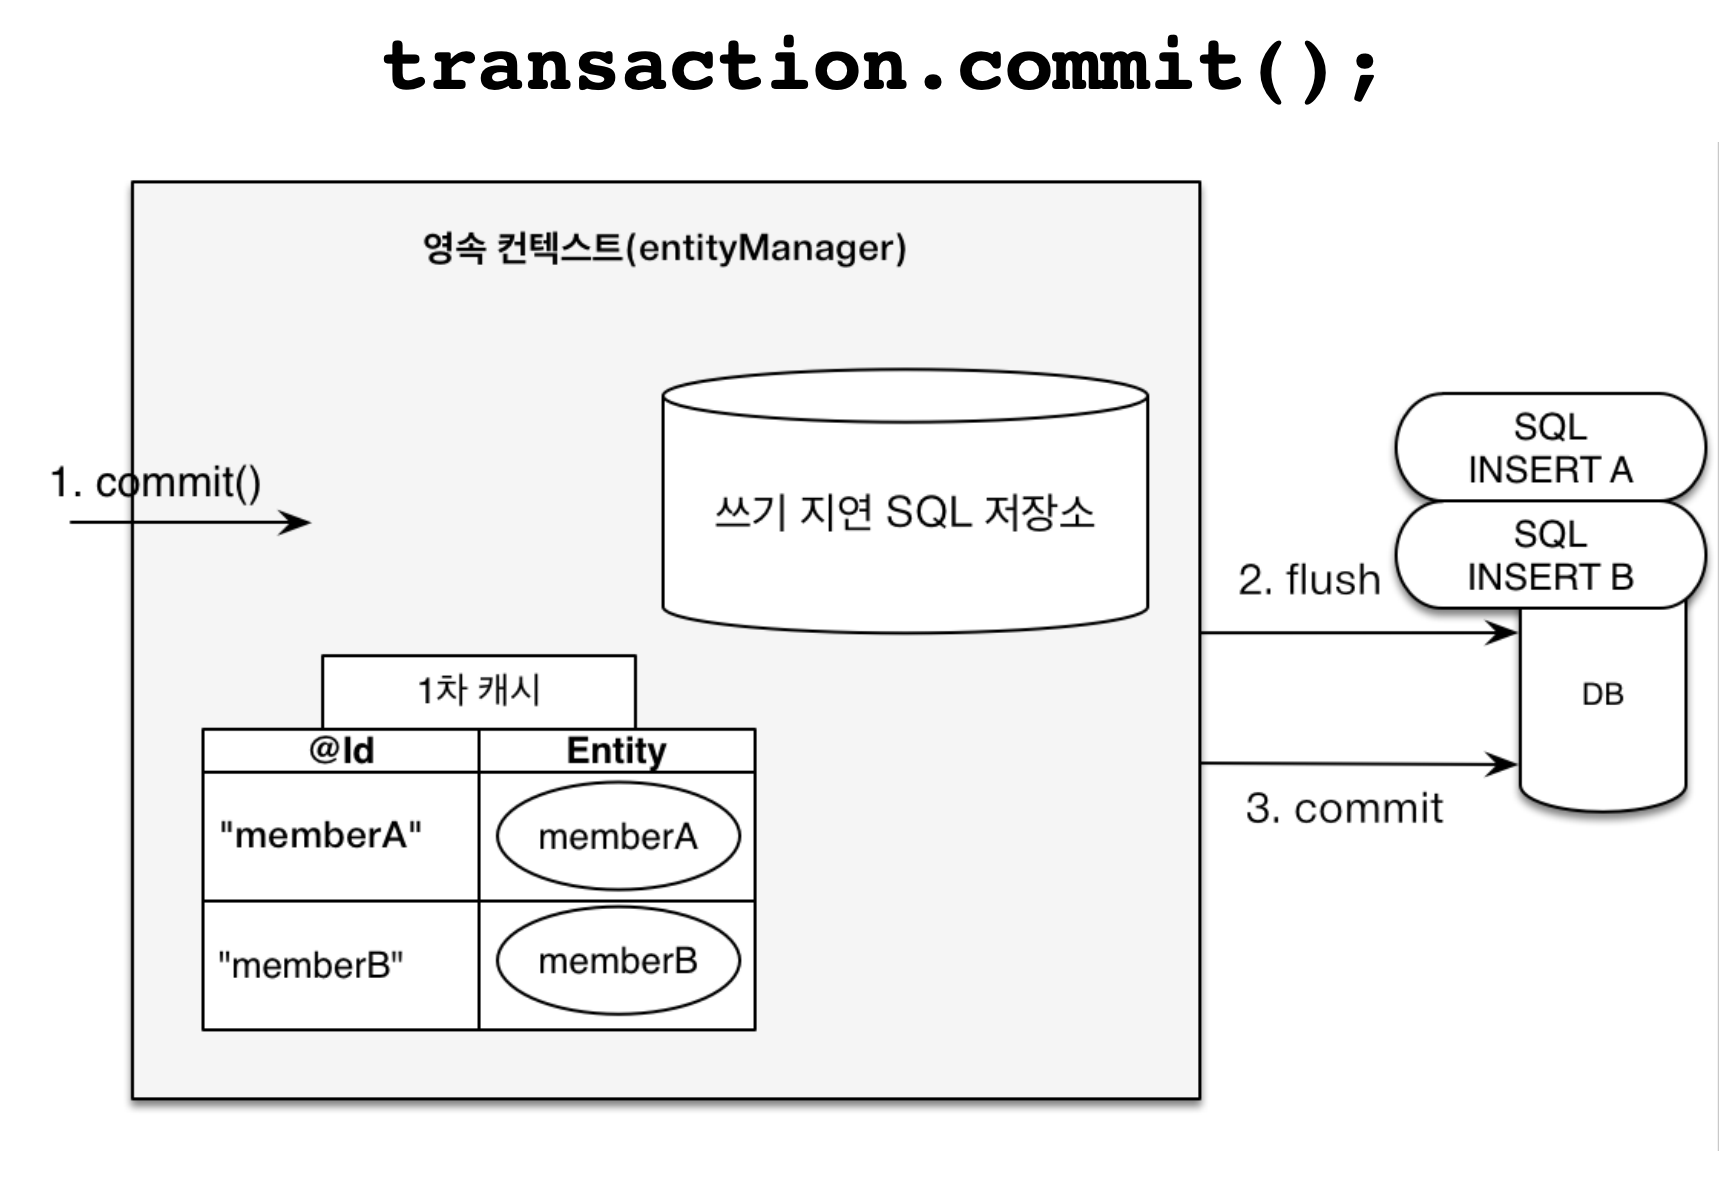 transaction.commit();
영속 컨텍스트(entityManager)
1. commit()
쓰기 지연 SQL 저장소
SQL
INSERT A
SQL
INSERT B
2. flush
DB
3. commit
1차 캐시
@Id Entity
"memberA" memberA
"memberB" memberB